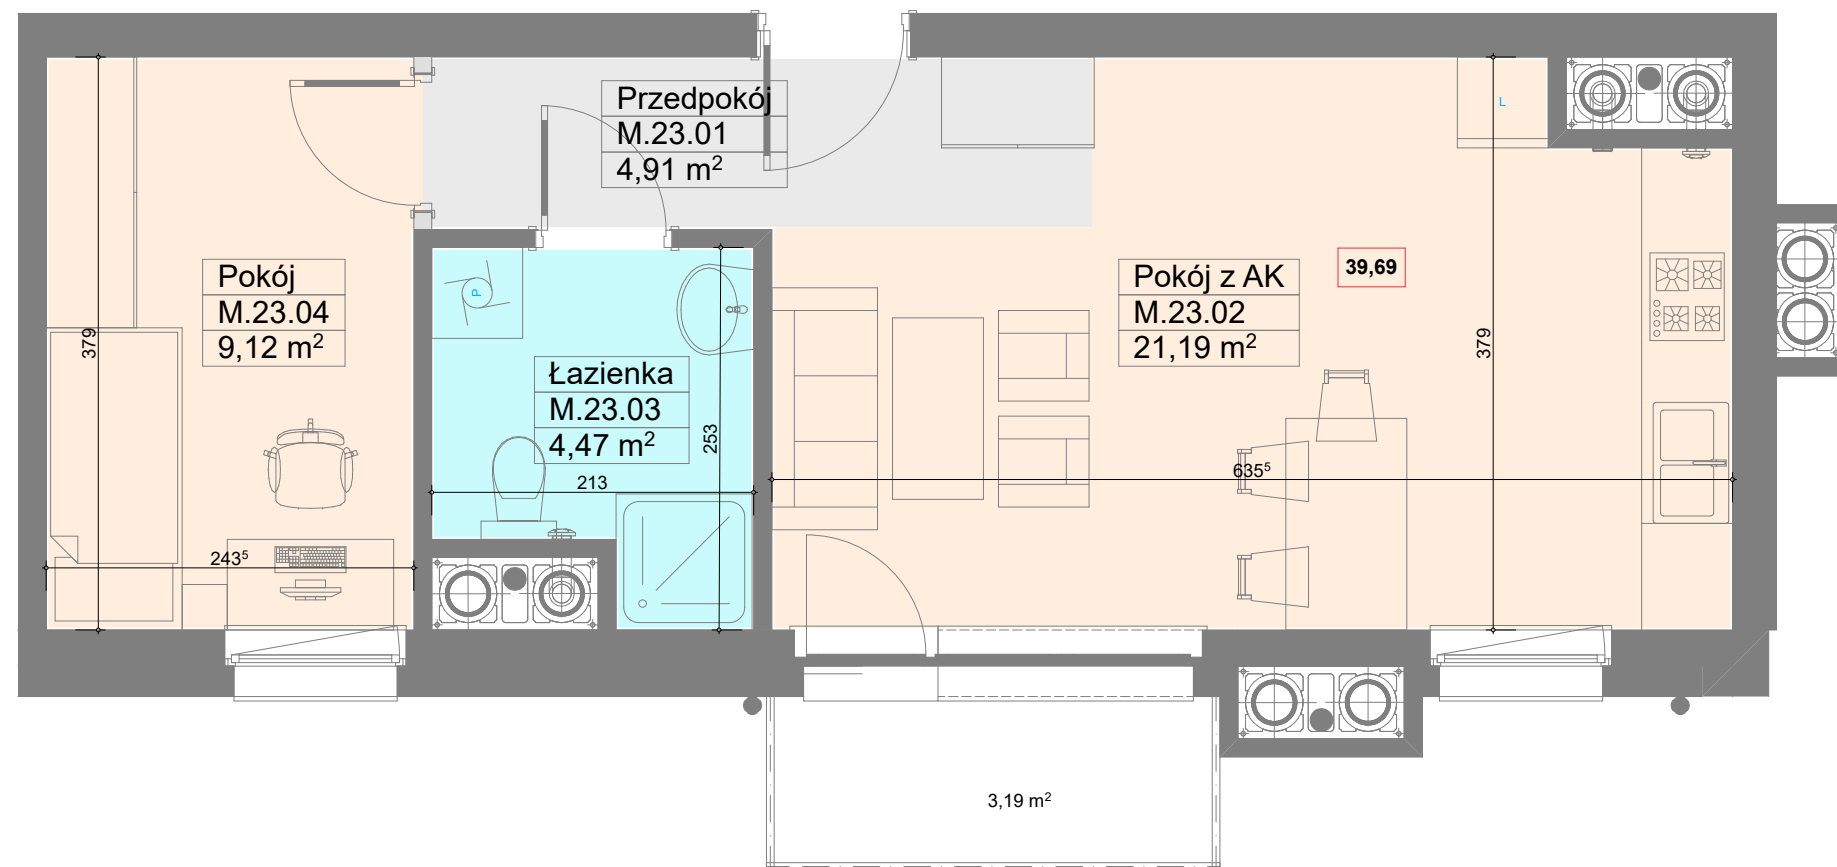 Przedpokój
M.23.01
4,91 m²
L
Pokój
M.23.04
9,12 m²
379
P
Pokój z AK
M.23.02
21,19 m²
39,69
379
Łazienka
M.23.03
4,47 m²
253
213
635⁵
243⁵
3,19 m²